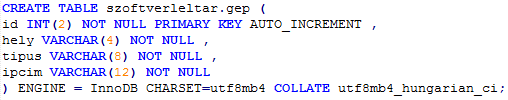 CREATE TABLE szoftverleltar.gep (
id INT(2) NOT NULL PRIMARY KEY AUTO_INCREMENT ,
hely VARCHAR(4) NOT NULL ,
tipus VARCHAR(8) NOT NULL ,
ipcim VARCHAR(12) NOT NULL
) ENGINE = InnoDB CHARSET=utf8mb4 COLLATE utf8mb4_hungarian_ci;